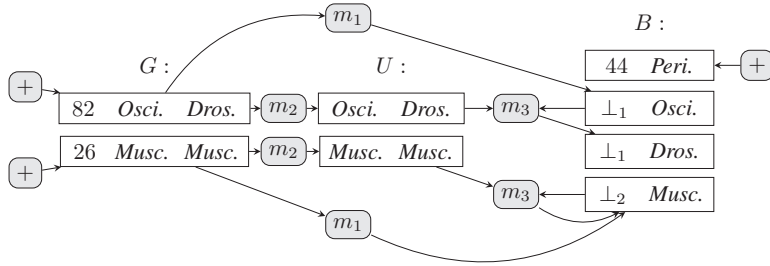 m₁
B :
G : U :
+ 44 Peri. +
82 Osci. Dros. m₂ Osci. Dros. m₃ ⊥₁ Osci.
26 Musc. Musc. m₂ Musc. Musc. ⊥₁ Dros.
+ m₃ ⊥₂ Musc.
m₁